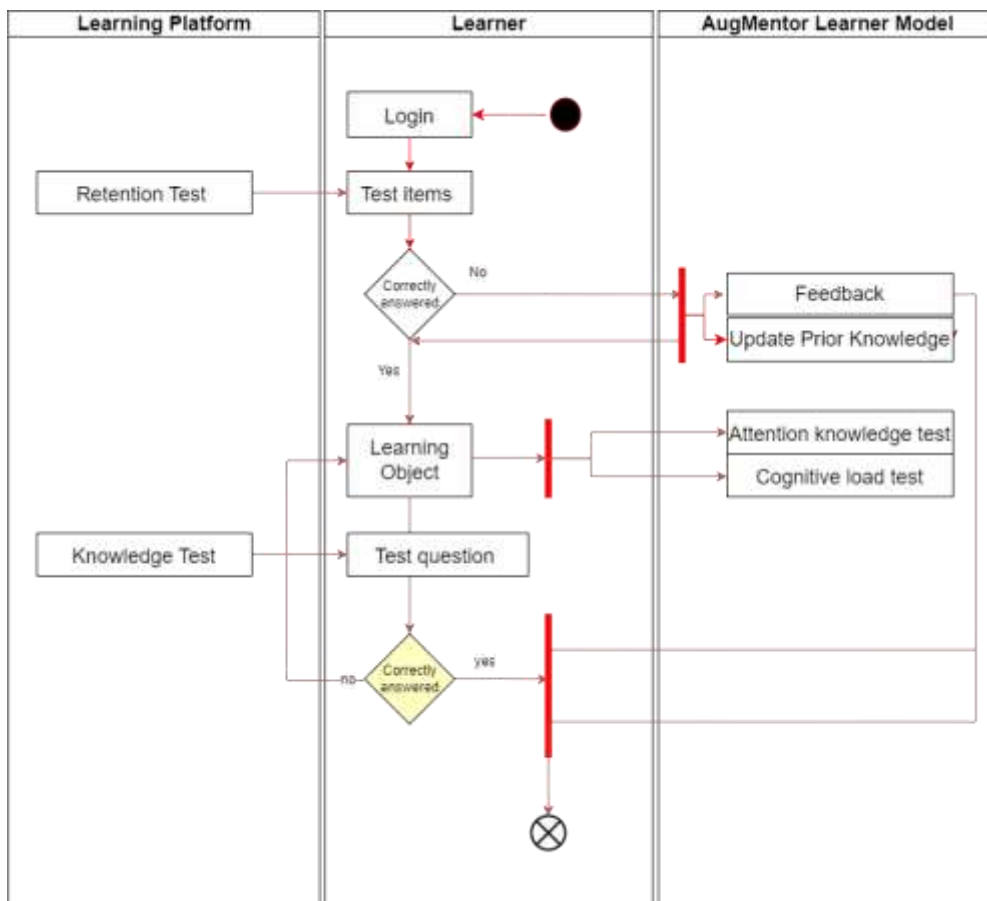 Learning Platform
Learner
AugMentor Learner Model
Login
Retention Test
Test items
Correctly
answered
No
Feedback
Update Prior Knowledge
Yes
Learning
Object
Attention knowledge test
Cognitive load test
Knowledge Test
Test question
Correctly
answered
yes
no